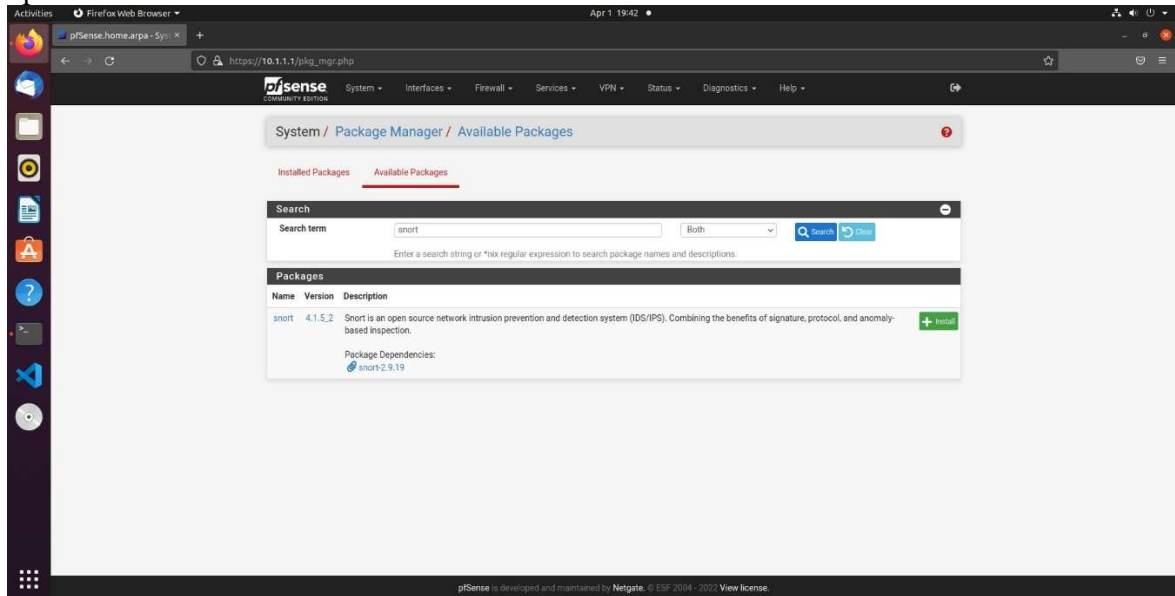 Activities
Firefox Web Browser
Apr 1 19:42
pfSense.home.arpa - Syst
https://10.1.1.1/pkg_mgr.php
pfsense
COMMUNITY EDITION
System
Interfaces
Firewall
Services
VPN
Status
Diagnostics
Help
System / Package Manager / Available Packages
Installed Packages
Available Packages
Search
Search term
snort
Both
Search
Clear
Enter a search string or *nix regular expression to search package names and descriptions.
Packages
Name Version Description
snort 4.1.5_2 Snort is an open source network intrusion prevention and detection system (IDS/IPS). Combining the benefits of signature, protocol, and anomaly-
based inspection.
Install
Package Dependencies:
snort-2.9.19
pfSense is developed and maintained by Netgate. © ESF 2004 - 2022 View license.